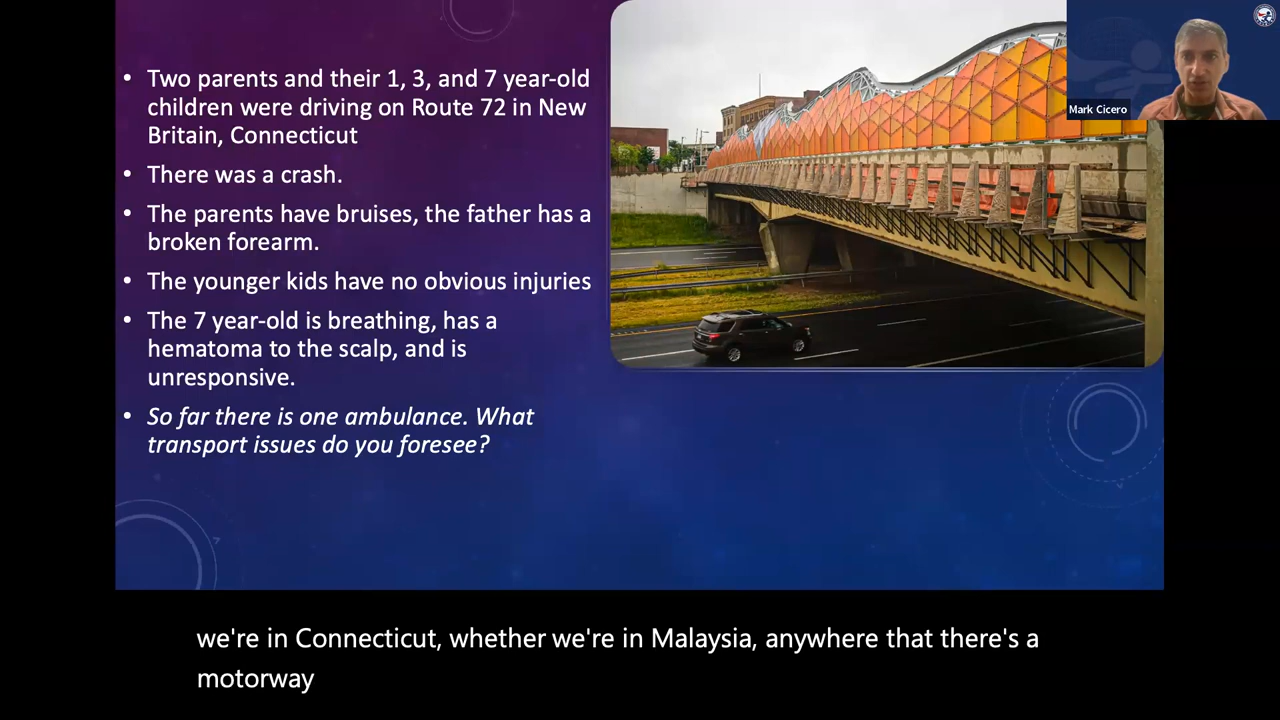 • Two parents and their 1, 3, and 7 year-old
children were driving on Route 72 in New
Britain, Connecticut
• There was a crash.
• The parents have bruises, the father has a
broken forearm.
• The younger kids have no obvious injuries
• The 7 year-old is breathing, has a
hematoma to the scalp, and is
unresponsive.
• So far there is one ambulance. What
transport issues do you foresee?
Mark Cicero
we're in Connecticut, whether we're in Malaysia, anywhere that there's a
motorway